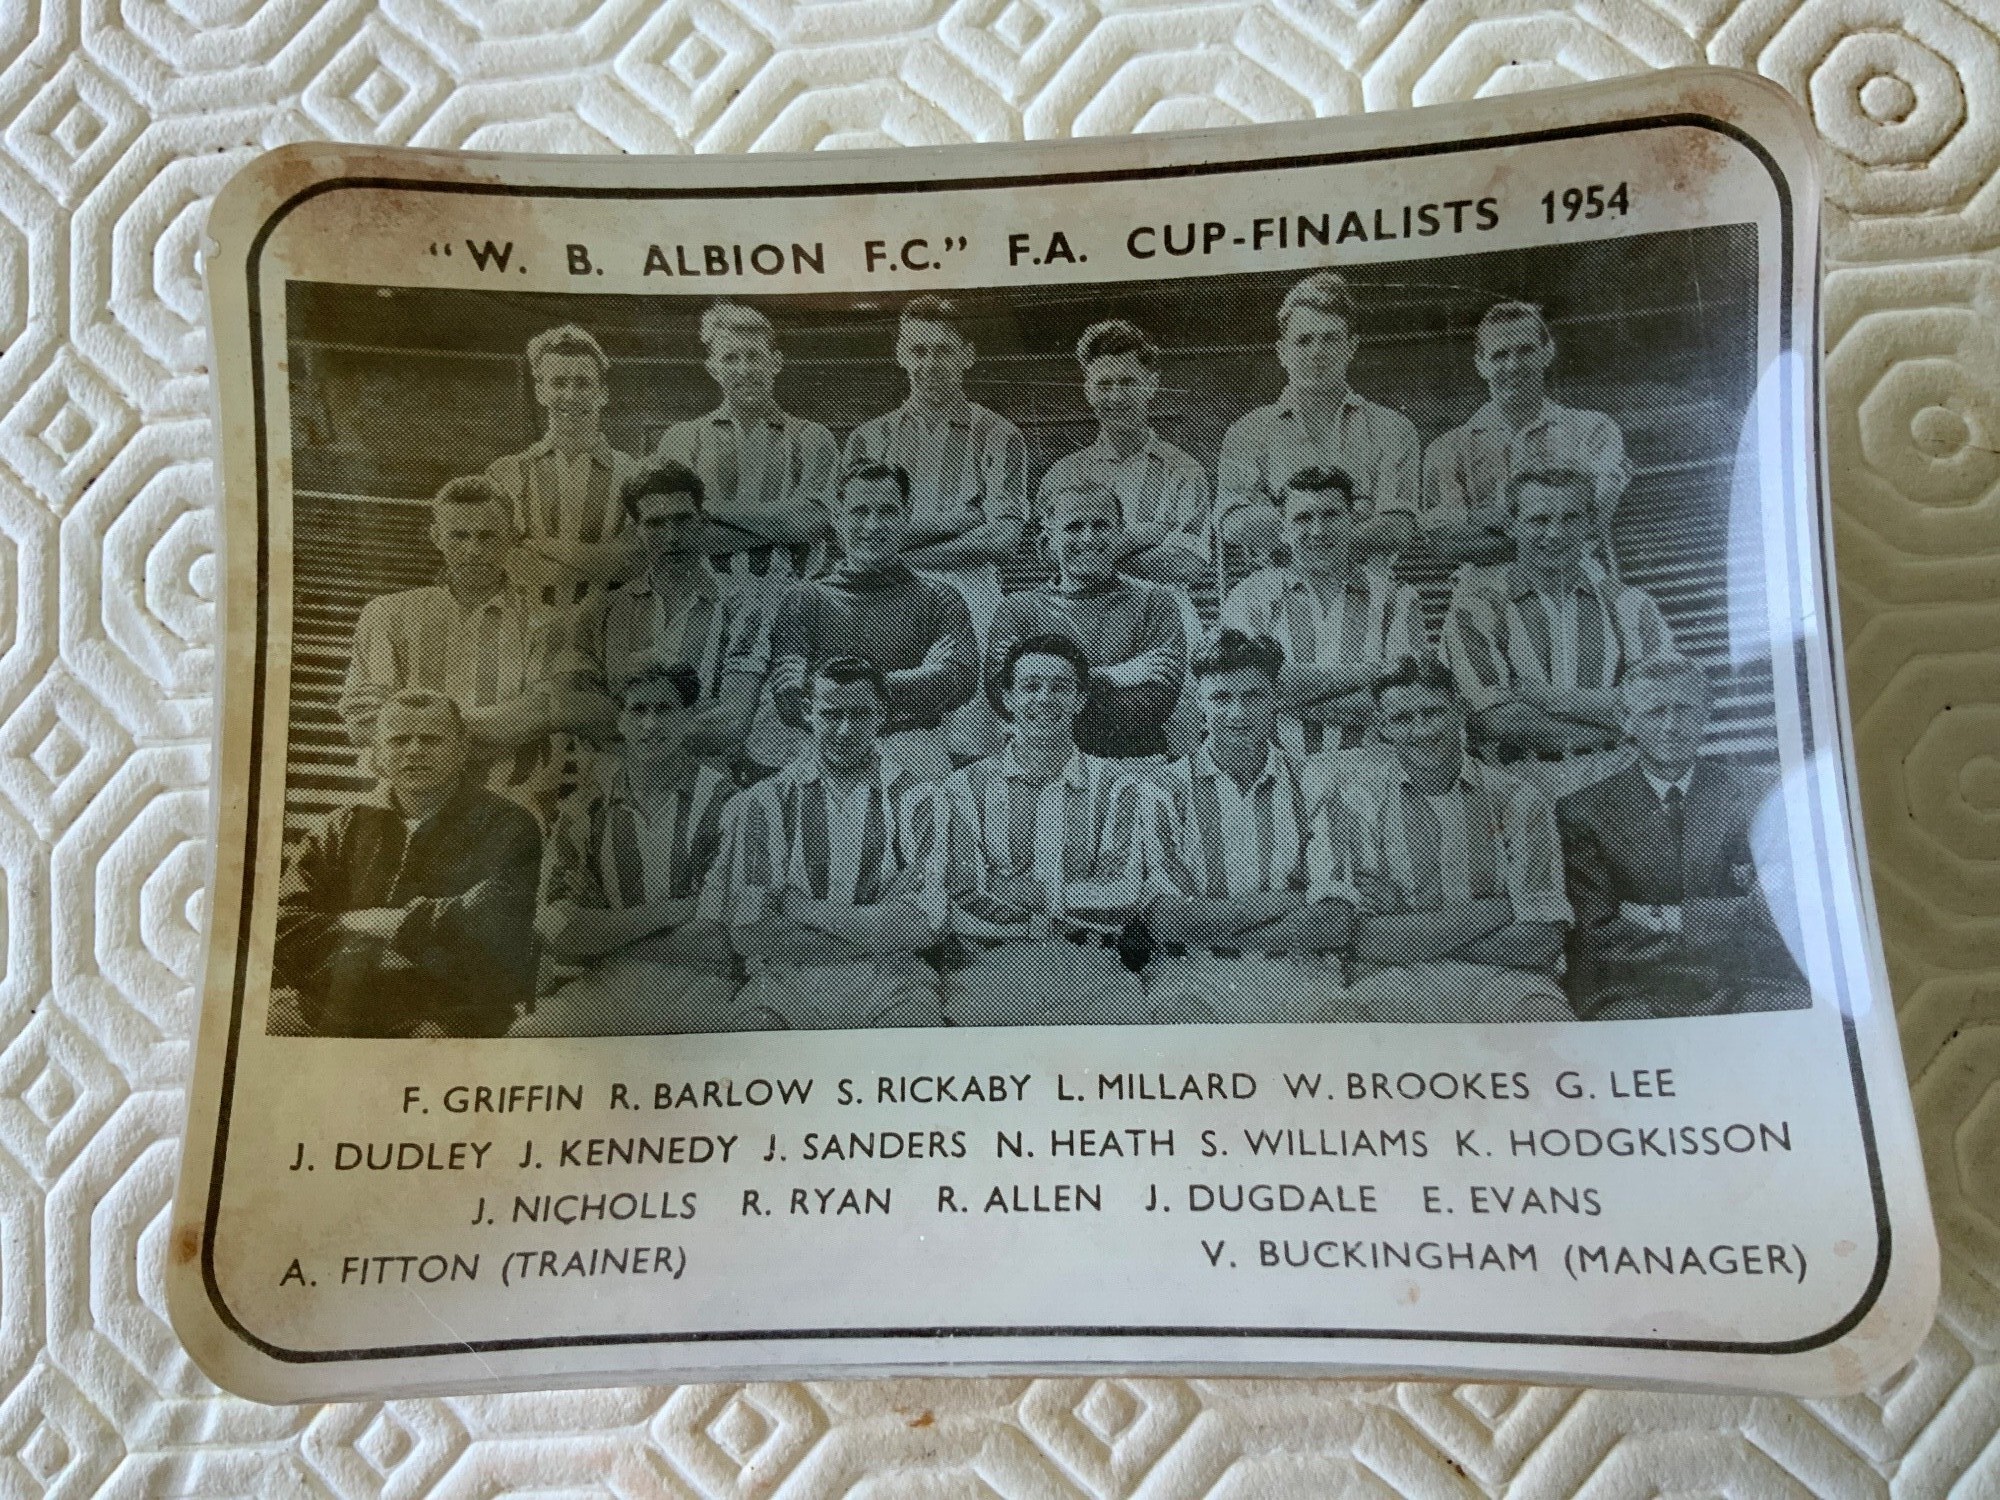 "W. B. ALBION F.C." F.A. CUP-FINALISTS 1954
F. GRIFFIN R. BARLOW S. RICKABY L. MILLARD W. BROOKES G. LEE
J. DUDLEY J. KENNEDY J. SANDERS N. HEATH S. WILLIAMS K. HODGKISSON
J. NICHOLLS R. RYAN R. ALLEN J. DUGDALE E. EVANS
A. FITTON (TRAINER) V. BUCKINGHAM (MANAGER)